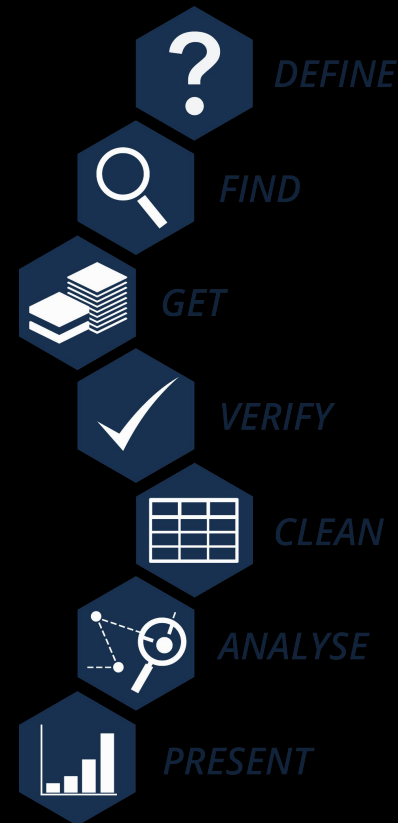 ?
DEFINE
FIND
GET
VERIFY
CLEAN
ANALYSE
PRESENT